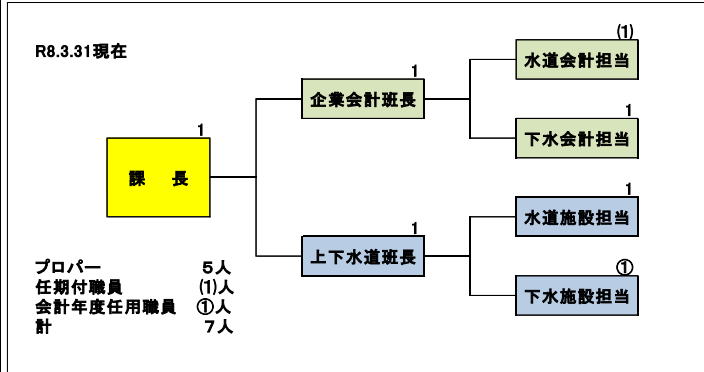 R8.3.31現在
(1)
水道会計担当
1
企業会計班長
1
下水会計担当
1
課　長
1
水道施設担当
1
上下水道班長
①
下水施設担当
プロパー　5人
任期付職員　(1)人
会計年度任用職員　①人
計　7人